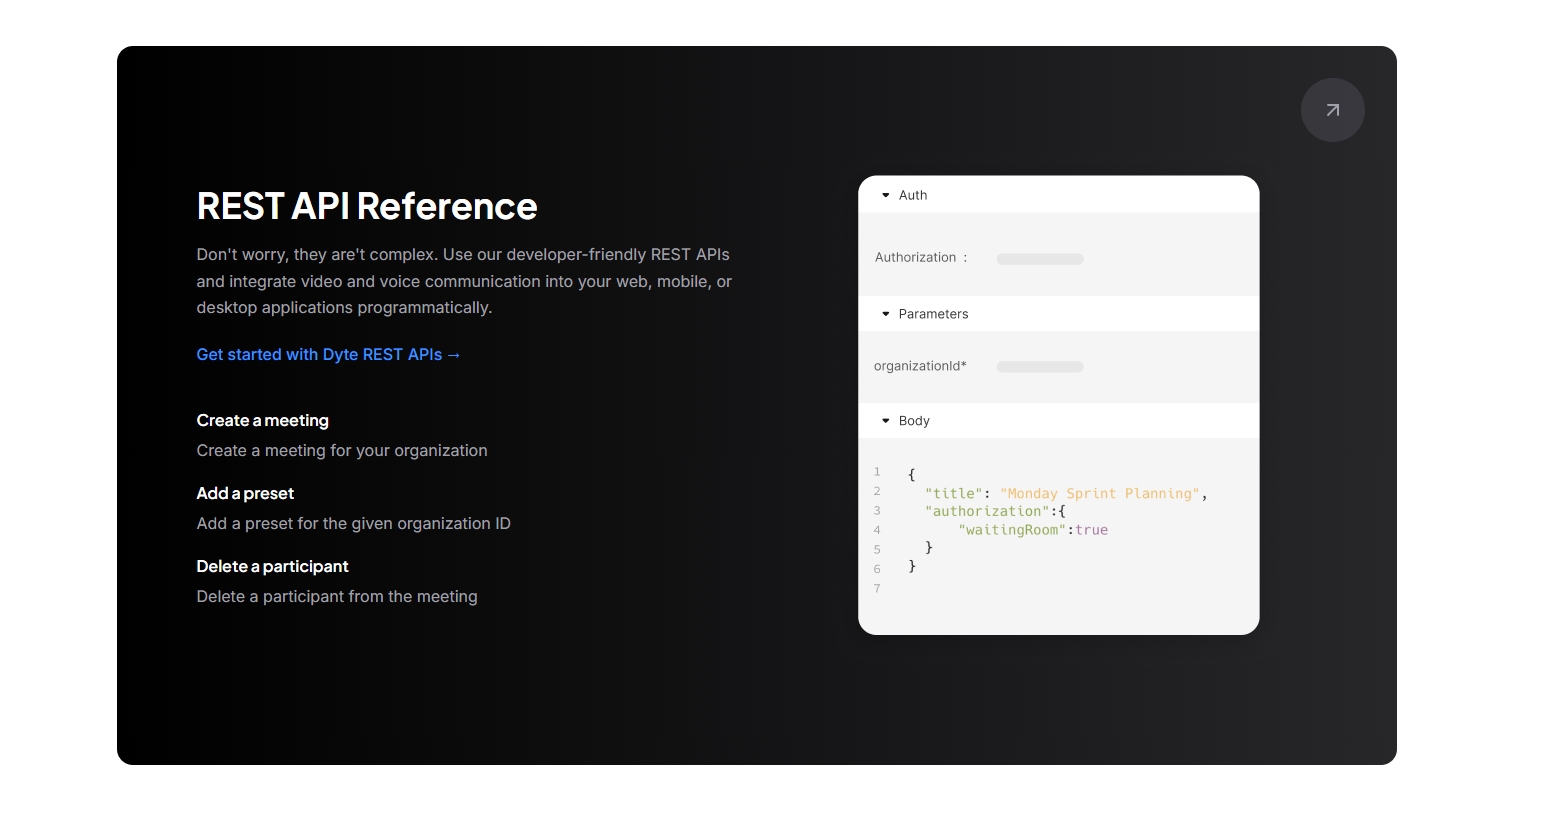 REST API Reference
Don't worry, they are't complex. Use our developer-friendly REST APIs
and integrate video and voice communication into your web, mobile, or
desktop applications programmatically.
Get started with Dyte REST APIs →
Create a meeting
Create a meeting for your organization
Add a preset
Add a preset for the given organization ID
Delete a participant
Delete a participant from the meeting
Auth
Authorization :
Parameters
organizationId*
Body
1 {
2 "title": "Monday Sprint Planning",
3 "authorization":{
4 "waitingRoom":true
5 }
6 }
7